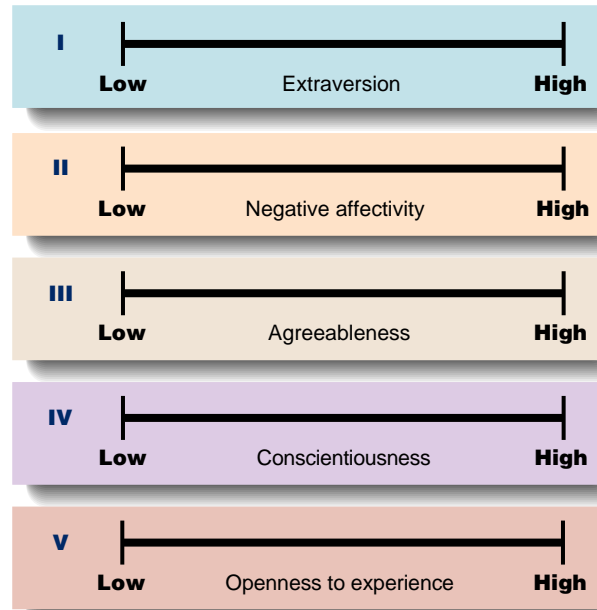 I
Low Extraversion High
II
Low Negative affectivity High
III
Low Agreeableness High
IV
Low Conscientiousness High
V
Low Openness to experience High